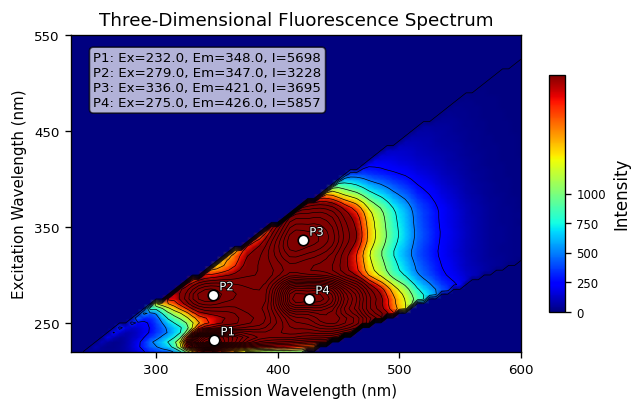 Three-Dimensional Fluorescence Spectrum
P1: Ex=232.0, Em=348.0, I=5698
P2: Ex=279.0, Em=347.0, I=3228
P3: Ex=336.0, Em=421.0, I=3695
P4: Ex=275.0, Em=426.0, I=5857
550
450
350
250
Excitation Wavelength (nm)
P3
P2
P4
P1
300
400
500
600
Emission Wavelength (nm)
1000
750
500
250
0
Intensity